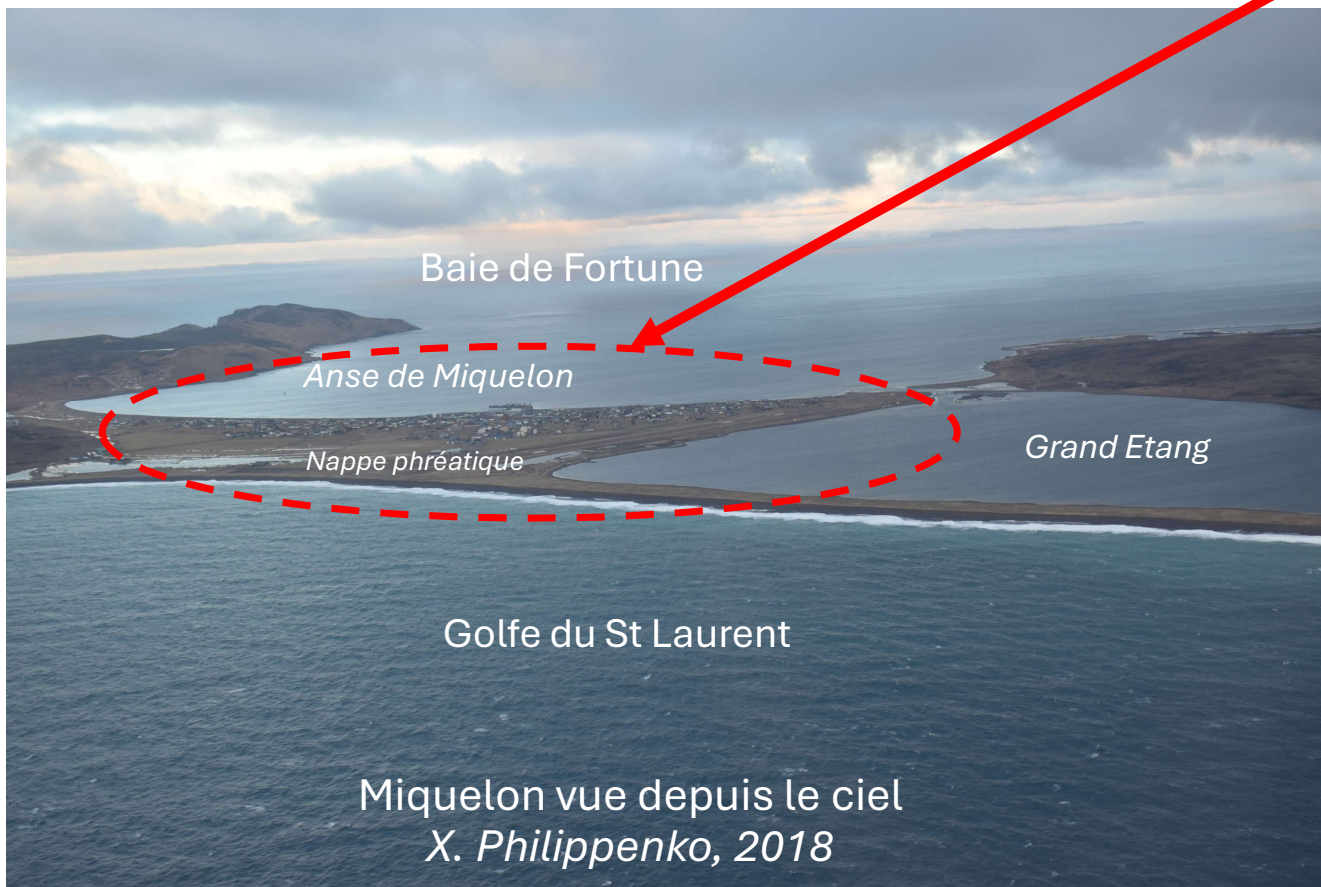 Baie de Fortune
Anse de Miquelon
Grand Etang
Nappe phréatique
Golfe du St Laurent
Miquelon vue depuis le ciel
X. Philippenko, 2018